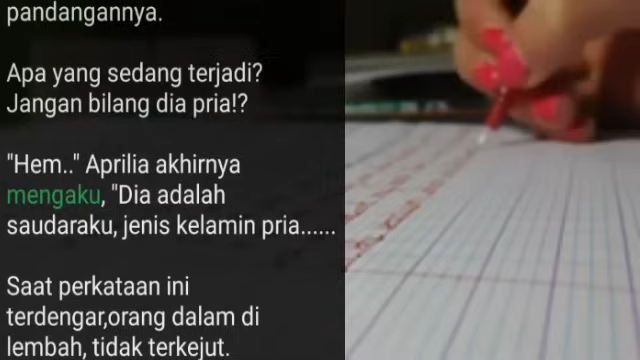 pandangannya.
Apa yang sedang terjadi?
Jangan bilang dia pria!?
"Hem.." Aprilia akhirnya
mengaku, "Dia adalah
saudaraku, jenis kelamin pria......
Saat perkataan ini
terdengar,orang dalam di
lembah, tidak terkejut.